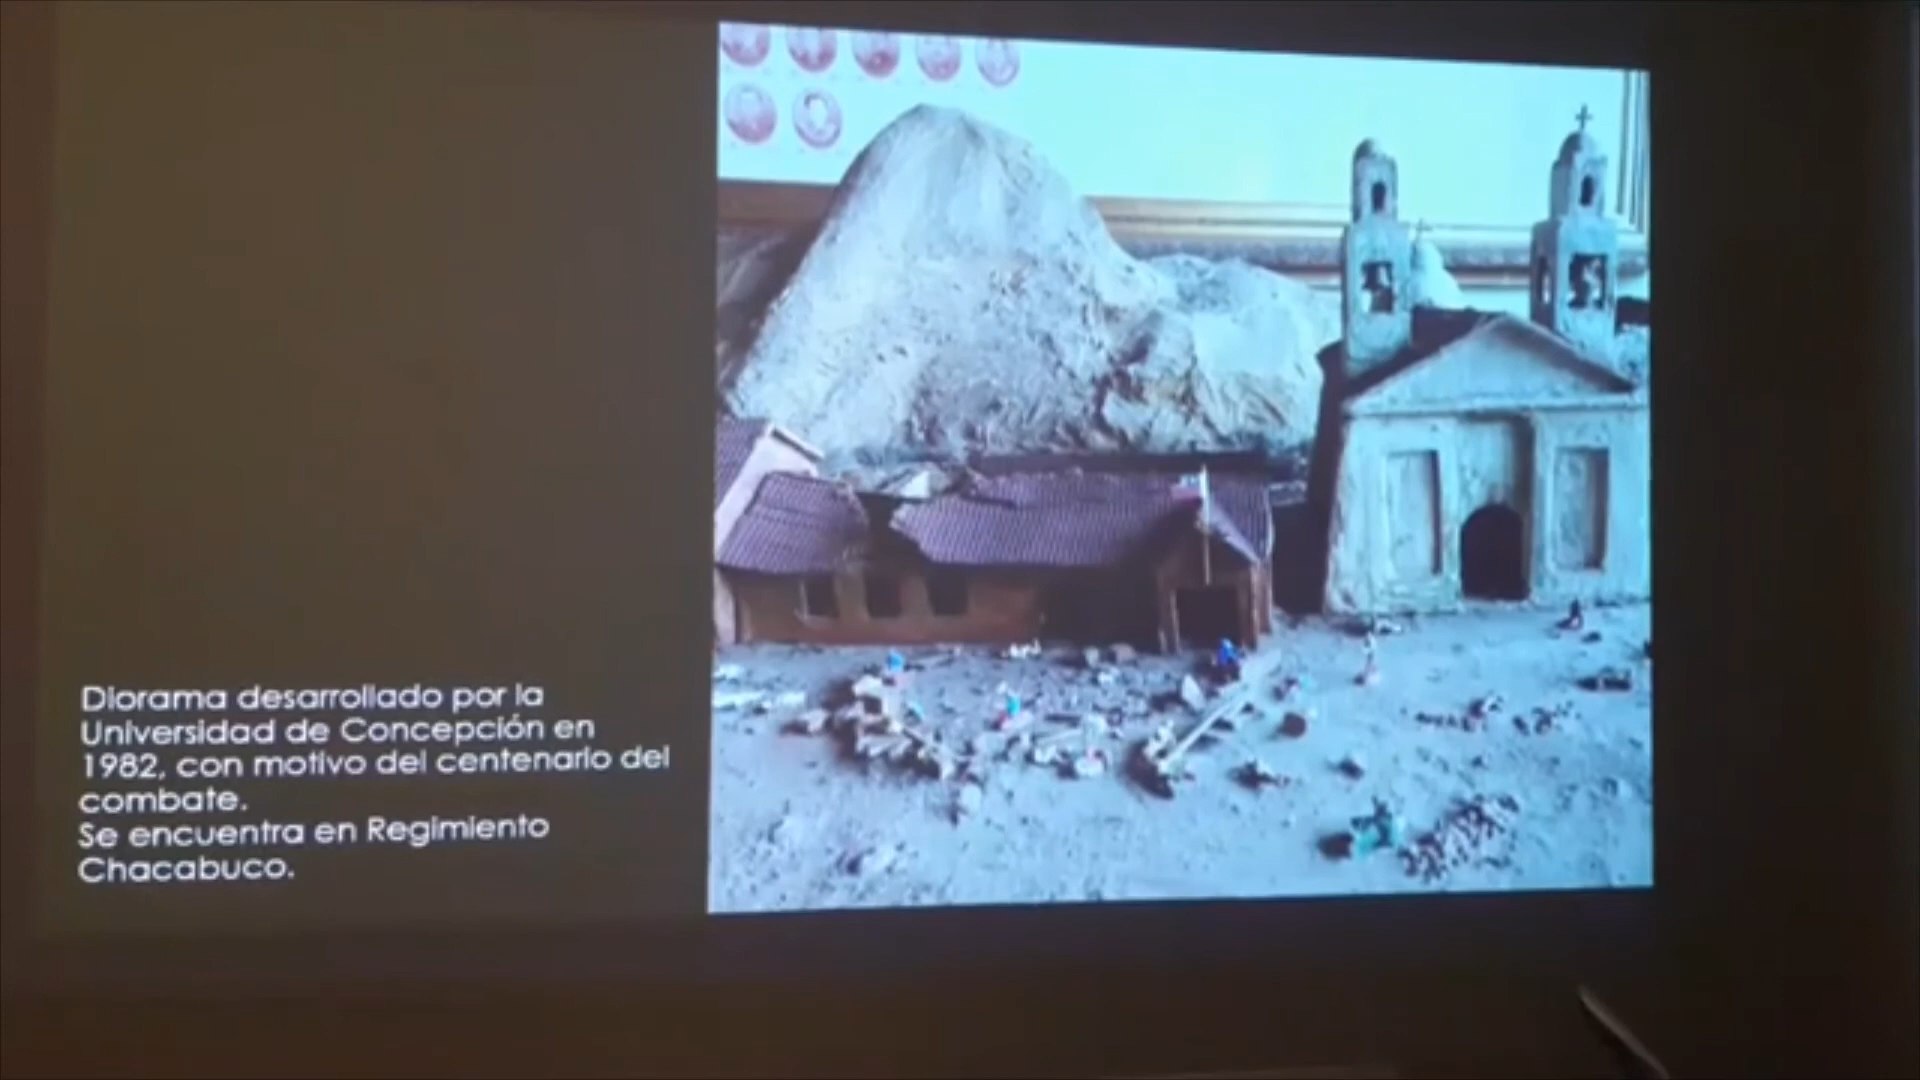 Diorama desarrollado por la
Universidad de Concepción en
1982, con motivo del centenario del
combate.
Se encuentra en Regimiento
Chacabuco.